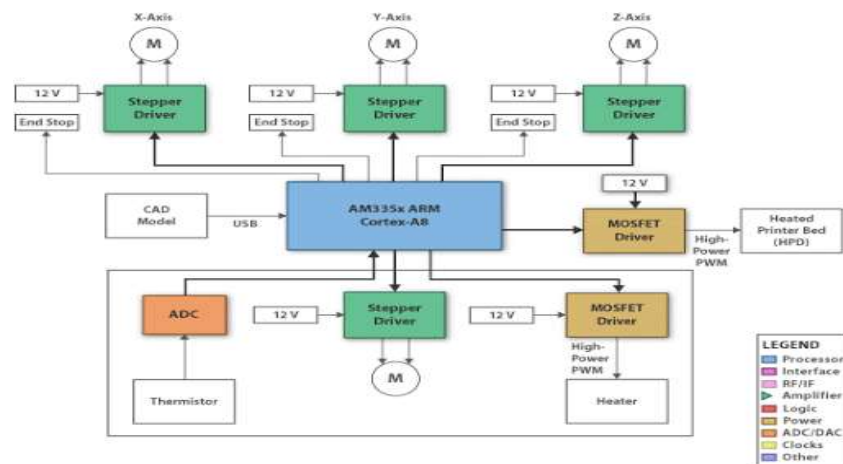 X-Axis
Y-Axis
Z-Axis
M
M
M
12 V
Stepper
Driver
12 V
Stepper
Driver
12 V
Stepper
Driver
End Stop
End Stop
End Stop
CAD
Model
USB
AM335x ARM
Cortex-A8
12 V
MOSFET
Driver
High-
Power
PWM
Heated
Printer Bed
(HPD)
ADC
12 V
Stepper
Driver
12 V
MOSFET
Driver
High-
Power
PWM
Thermistor
M
Heater
LEGEND
Processor
Interface
RF/IF
Amplifier
Logic
Power
ADC/DAC
Clocks
Other